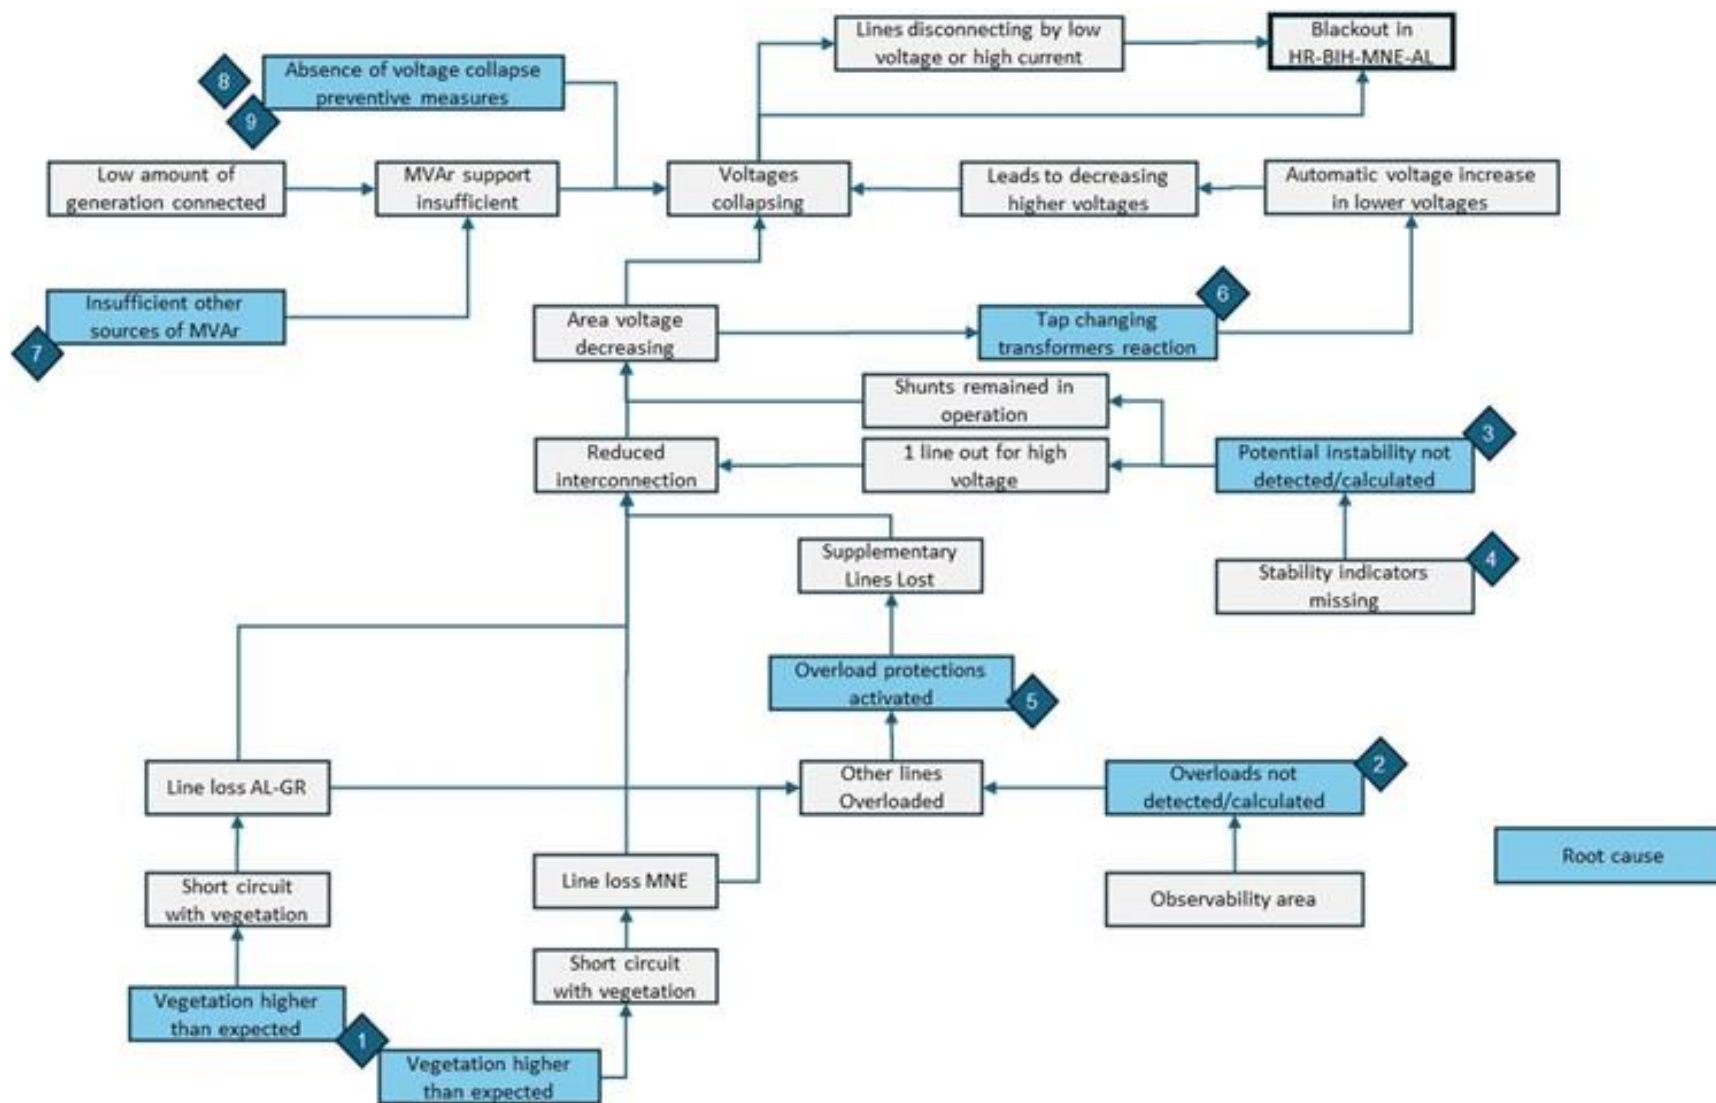 Lines disconnecting by low
voltage or high current
Blackout in
HR-BIH-MNE-AL
8
Absence of voltage collapse
preventive measures
9
Low amount of
generation connected
MVAr support
insufficient
Voltages
collapsing
Leads to decreasing
higher voltages
Automatic voltage increase
in lower voltages
Insufficient other
sources of MVAr
7
Area voltage
decreasing
6
Tap changing
transformers reaction
Shunts remained in
operation
3
Reduced
interconnection
1 line out for high
voltage
Potential instability not
detected/calculated
Supplementary
Lines Lost
4
Stability indicators
missing
Overload protections
activated
5
Line loss AL-GR
Other lines
Overloaded
2
Overloads not
detected/calculated
Root cause
Short circuit
with vegetation
Line loss MNE
Observability area
Short circuit
with vegetation
Vegetation higher
than expected
1
Vegetation higher
than expected